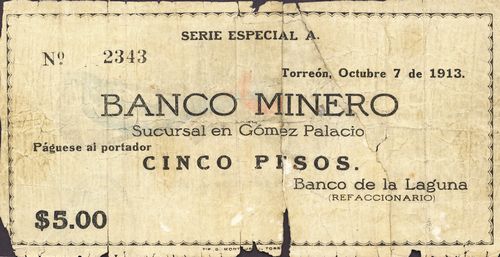 SERIE ESPECIAL A.
Nº 2343
Torreón, Octubre 7 de 1913.
BANCO MINERO
Sucursal en Gómez Palacio
Páguese al portador
CINCO PESOS.
Banco de la Laguna
(REFACCIONARIO)
$5.00
TIP. G.